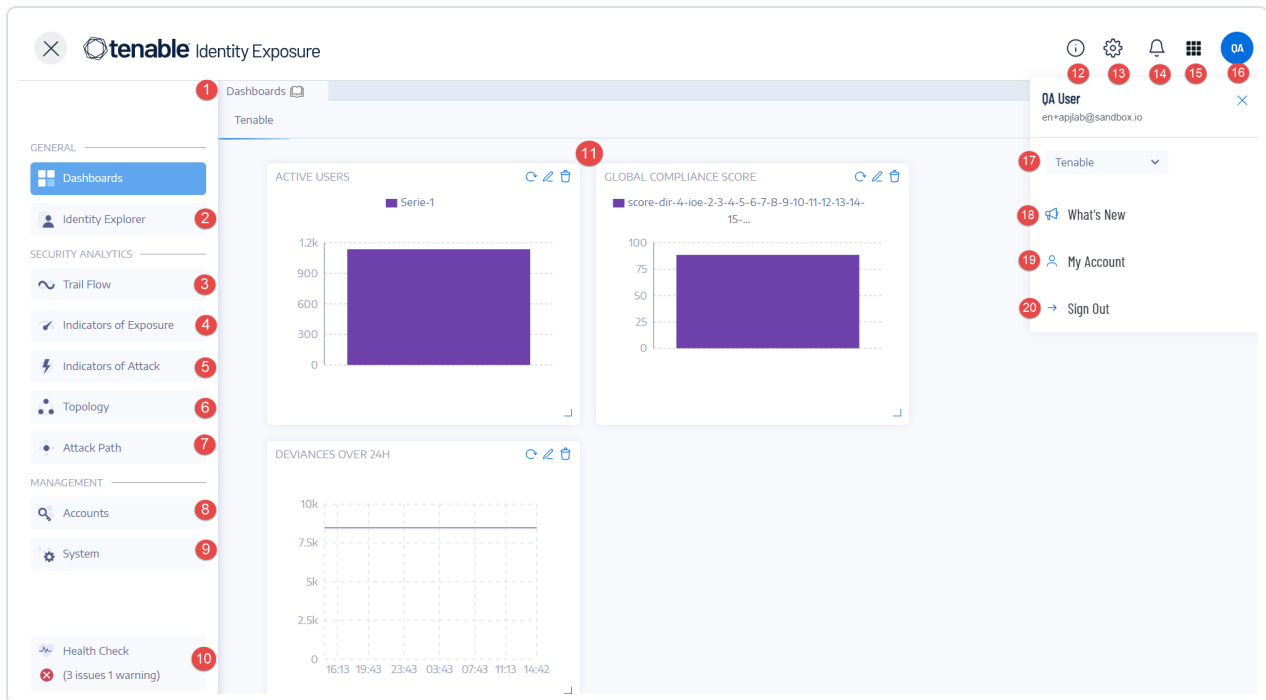 tenable Identity Exposure
QA
12 13 14 15 16
1 Dashboards
Tenable
GENERAL
Dashboards
Identity Explorer 2
SECURITY ANALYTICS
Trail Flow 3
Indicators of Exposure 4
Indicators of Attack 5
Topology 6
Attack Path 7
MANAGEMENT
Accounts 8
System 9
Health Check
(3 issues 1 warning)
10
11
ACTIVE USERS
Serie-1
1.2k
900
600
300
0
GLOBAL COMPLIANCE SCORE
score-dir-4-ioe-2-3-4-5-6-7-8-9-10-11-12-13-14-
15-...
100
75
50
25
0
DEVIANCES OVER 24H
10k
7.5k
5k
2.5k
0
16:13 19:43 23:43 03:43 07:43 11:13 14:42
QA User
en+apjlab@sandbox.io
17 Tenable
18 What's New
19 My Account
20 Sign Out